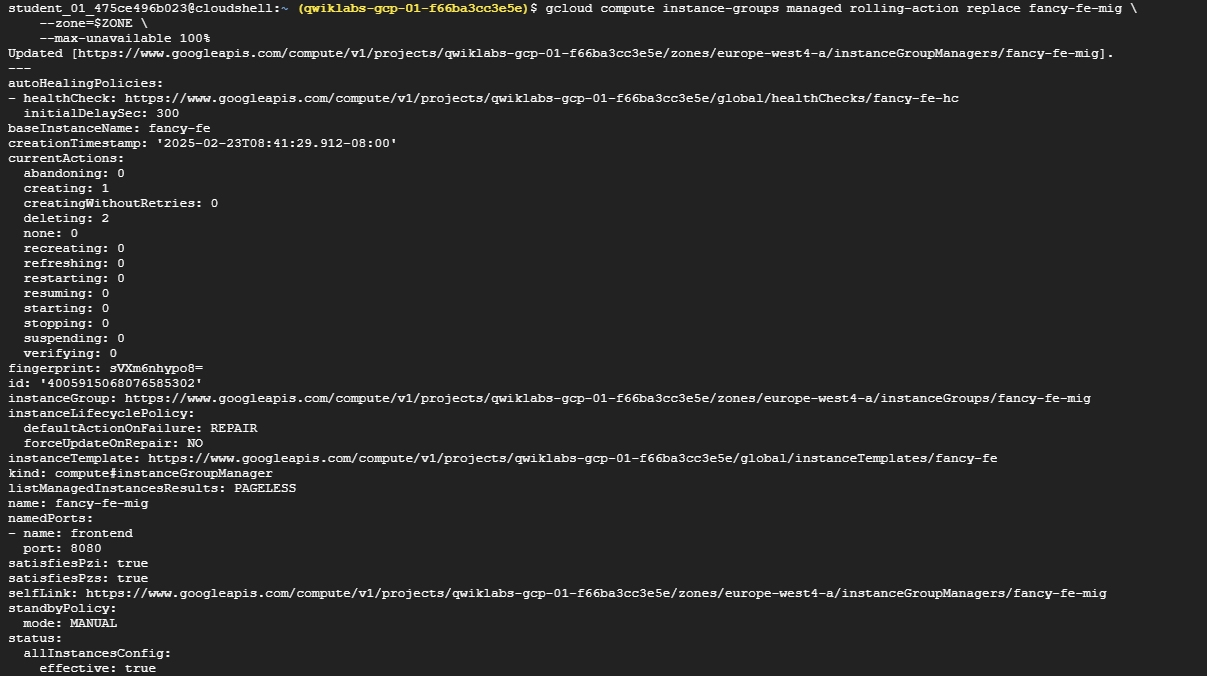 student_01_475ce496b023@cloudshell:~ (qwiklabs-gcp-01-f66ba3cc3e5e)$ gcloud compute instance-groups managed rolling-action replace fancy-fe-mig \
    --zone=$ZONE \
    --max-unavailable 100%
Updated [https://www.googleapis.com/compute/v1/projects/qwiklabs-gcp-01-f66ba3cc3e5e/zones/europe-west4-a/instanceGroupManagers/fancy-fe-mig].
---
autoHealingPolicies:
- healthCheck: https://www.googleapis.com/compute/v1/projects/qwiklabs-gcp-01-f66ba3cc3e5e/global/healthChecks/fancy-fe-hc
  initialDelaySec: 300
baseInstanceName: fancy-fe
creationTimestamp: '2025-02-23T08:41:29.912-08:00'
currentActions:
  abandoning: 0
  creating: 1
  creatingWithoutRetries: 0
  deleting: 2
  none: 0
  recreating: 0
  refreshing: 0
  restarting: 0
  resuming: 0
  starting: 0
  stopping: 0
  suspending: 0
  verifying: 0
fingerprint: sVXm6nhypo8=
id: '4005915068076585302'
instanceGroup: https://www.googleapis.com/compute/v1/projects/qwiklabs-gcp-01-f66ba3cc3e5e/zones/europe-west4-a/instanceGroups/fancy-fe-mig
instanceLifecyclePolicy:
  defaultActionOnFailure: REPAIR
  forceUpdateOnRepair: NO
instanceTemplate: https://www.googleapis.com/compute/v1/projects/qwiklabs-gcp-01-f66ba3cc3e5e/global/instanceTemplates/fancy-fe
kind: compute#instanceGroupManager
listManagedInstancesResults: PAGELESS
name: fancy-fe-mig
namedPorts:
- name: frontend
  port: 8080
satisfiesPzi: true
satisfiesPzs: true
selfLink: https://www.googleapis.com/compute/v1/projects/qwiklabs-gcp-01-f66ba3cc3e5e/zones/europe-west4-a/instanceGroupManagers/fancy-fe-mig
standbyPolicy:
  mode: MANUAL
status:
  allInstancesConfig:
    effective: true